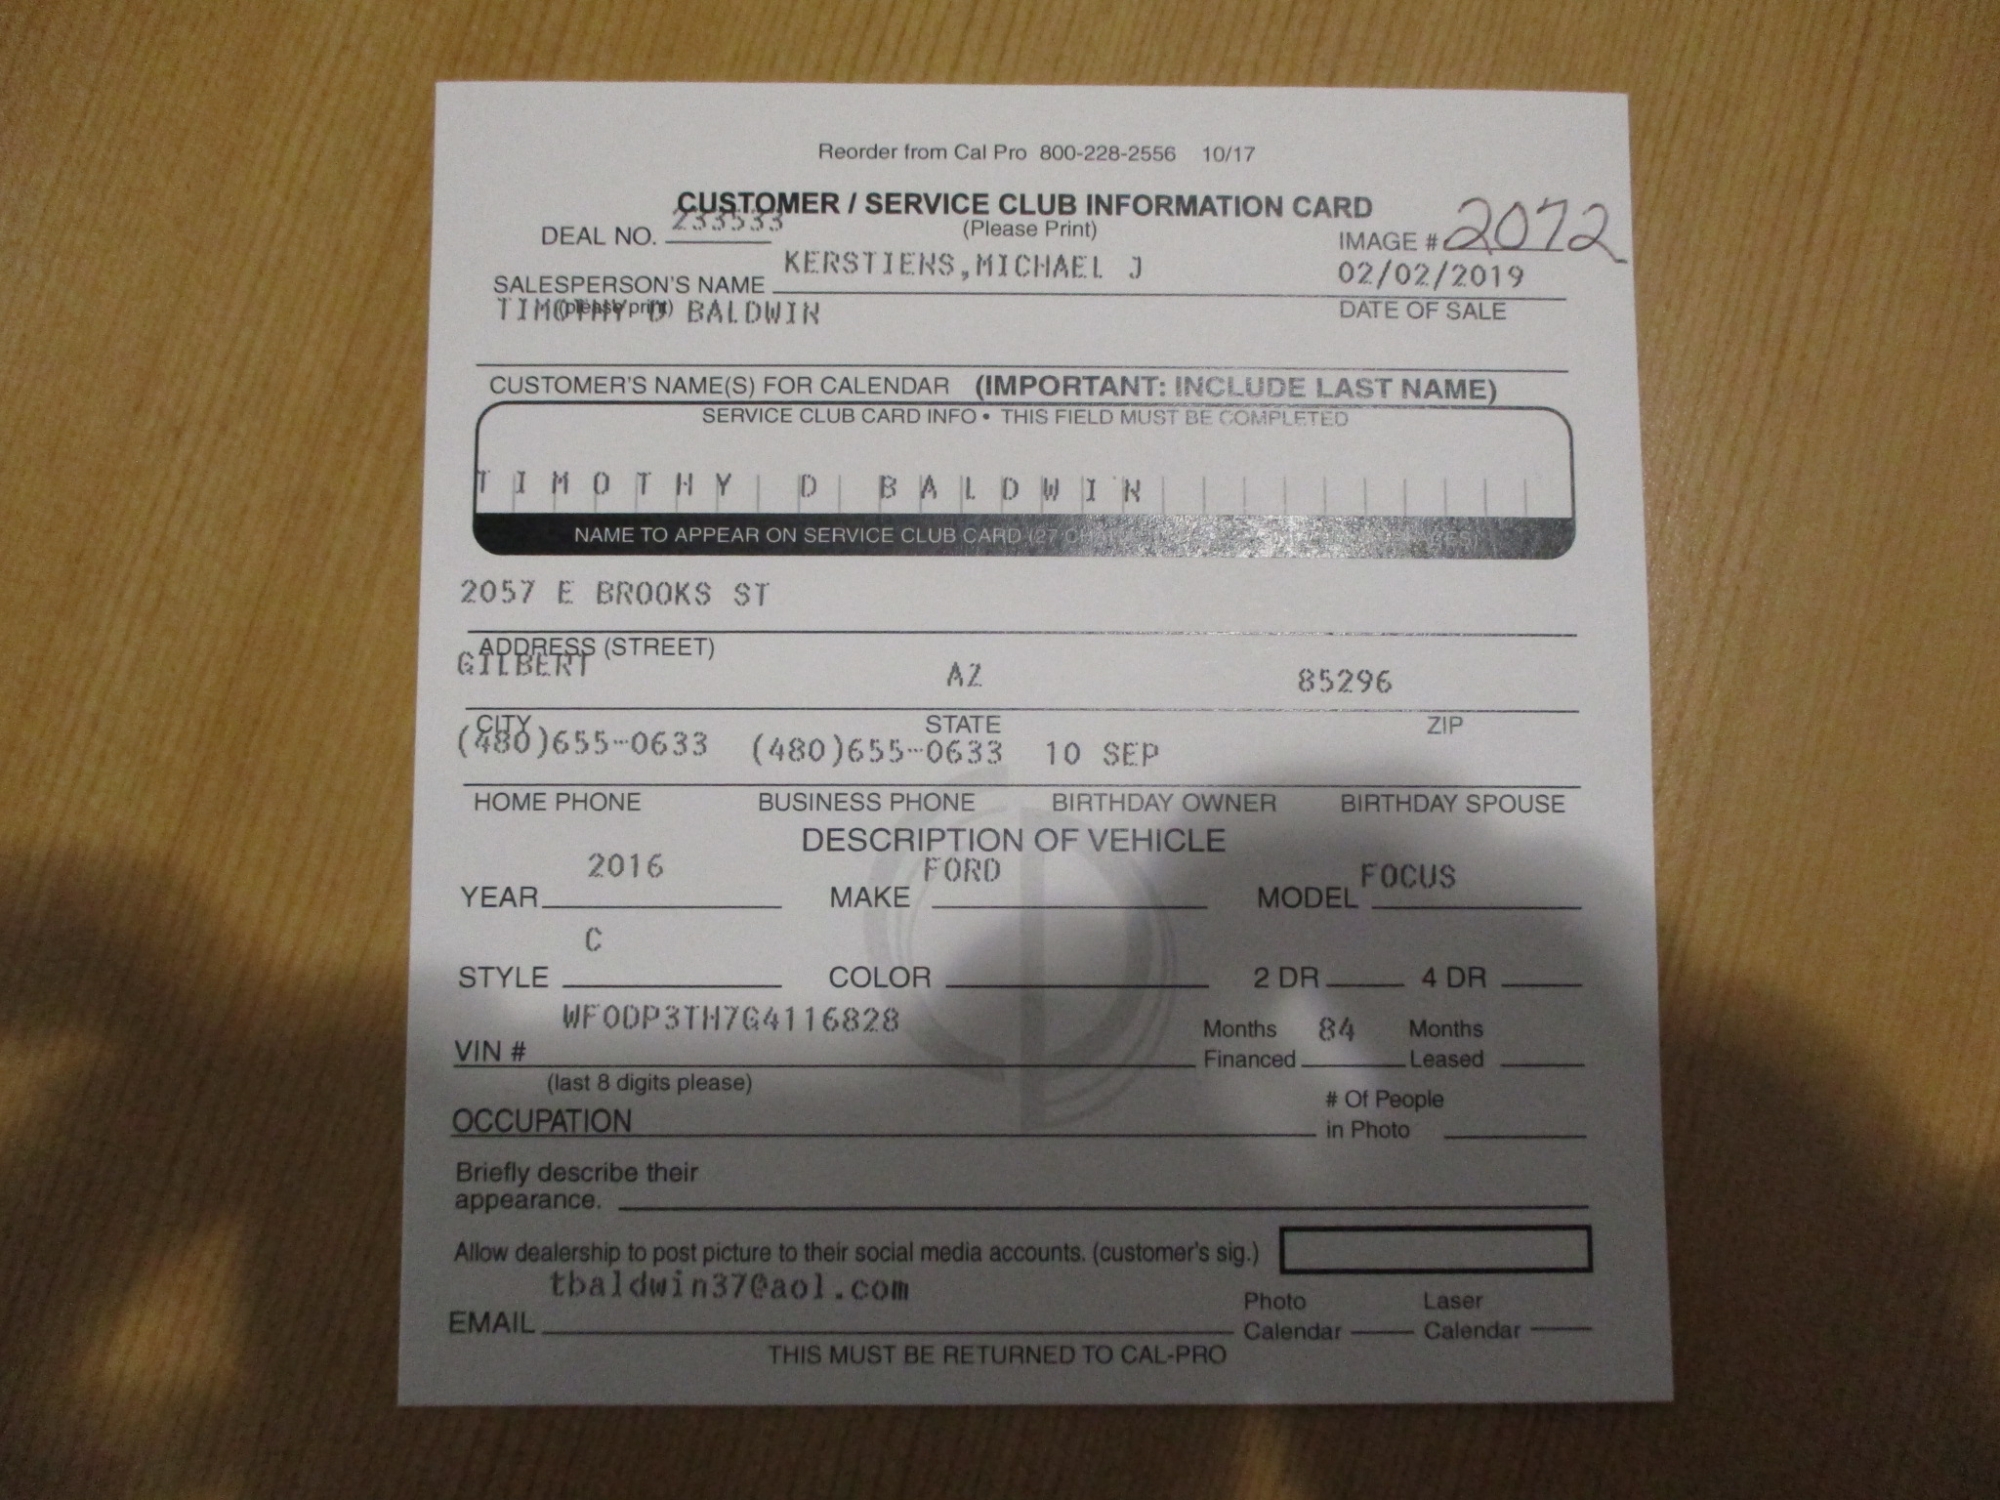 Reorder from Cal Pro 800-228-2556 10/17
CUSTOMER / SERVICE CLUB INFORMATION CARD
(Please Print)
DEAL NO. 233533
IMAGE # 2072
SALESPERSON'S NAME KERSTIENS,MICHAEL J 02/02/2019
(please print) DATE OF SALE
TIMOTHY D BALDWIN
CUSTOMER'S NAME(S) FOR CALENDAR (IMPORTANT: INCLUDE LAST NAME)
SERVICE CLUB CARD INFO • THIS FIELD MUST BE COMPLETED
TIMOTHY D BALDWIN
NAME TO APPEAR ON SERVICE CLUB CARD (27
2057 E BROOKS ST
ADDRESS (STREET)
GILBERT AZ 85296
CITY STATE ZIP
(480)655-0633 (480)655-0633 10 SEP
HOME PHONE BUSINESS PHONE BIRTHDAY OWNER BIRTHDAY SPOUSE
DESCRIPTION OF VEHICLE
YEAR 2016 MAKE FORD MODEL FOCUS
STYLE C COLOR 2 DR 4 DR
VIN # WF0DP3TH7G4116828 Months Financed 84 Months Leased
(last 8 digits please)
OCCUPATION # Of People in Photo
Briefly describe their
appearance.
Allow dealership to post picture to their social media accounts. (customer's sig.)
EMAIL tbaldwin37@aol.com Photo Calendar Laser Calendar
THIS MUST BE RETURNED TO CAL-PRO